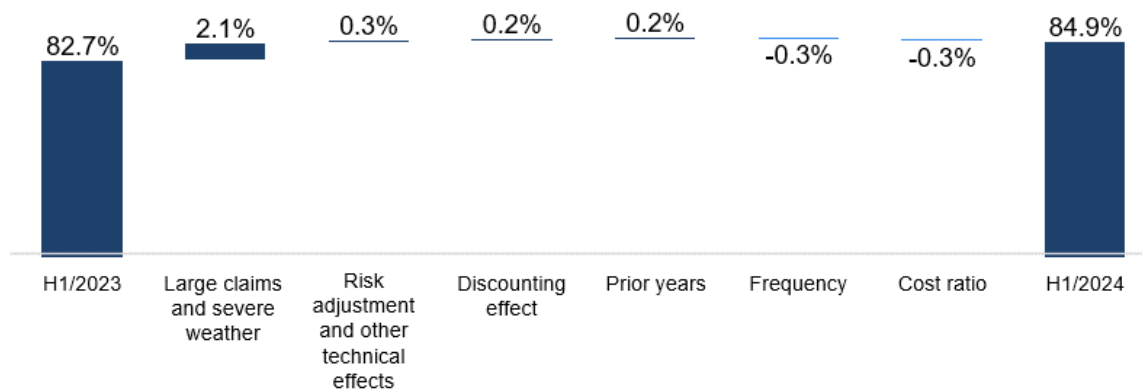 82.7%
2.1%
0.3%
0.2%
0.2%
-0.3%
-0.3%
84.9%
H1/2023
Large claims
and severe
weather
Risk
adjustment
and other
technical
effects
Discounting
effect
Prior years
Frequency
Cost ratio
H1/2024